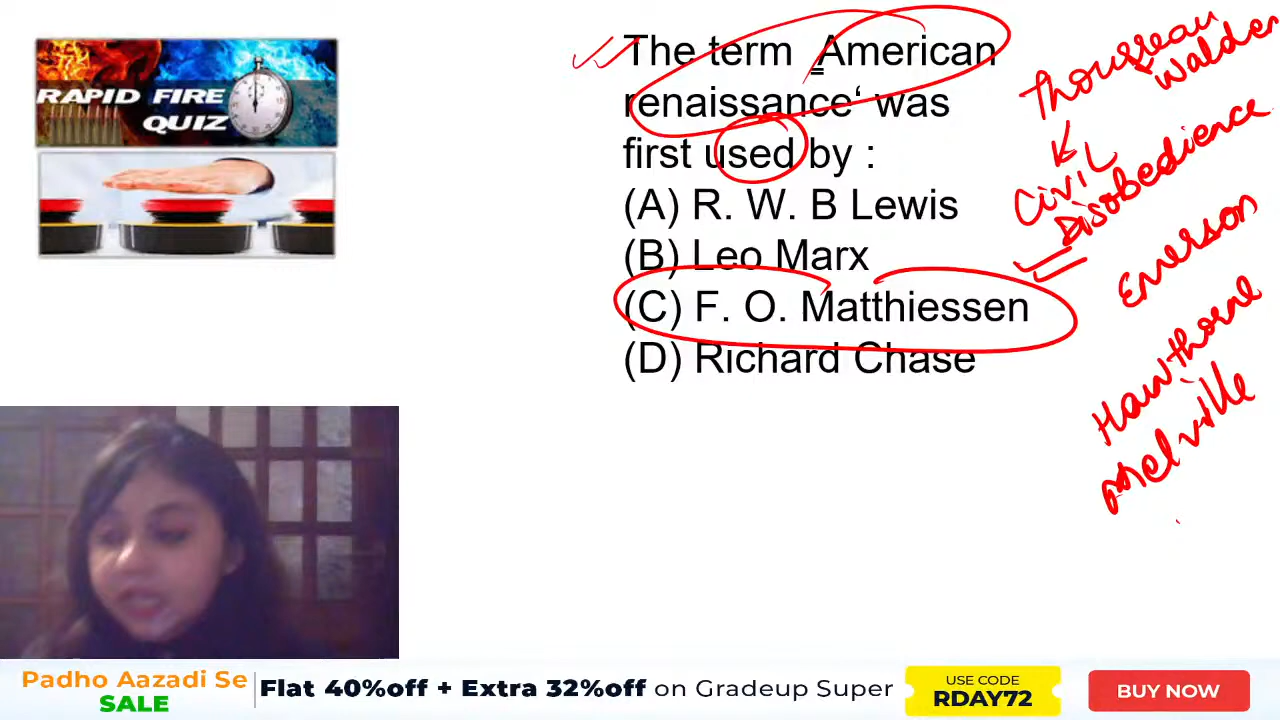 RAPID FIRE
QUIZ
The term ‗American
renaissance‘ was
first used by :
(A) R. W. B Lewis
(B) Leo Marx
(C) F. O. Matthiessen
(D) Richard Chase
Thousseau
Walden
Civil
Disobedience
Emerson
Hawthorne
Melville
Padho Aazadi Se
SALE
Flat 40%off + Extra 32%off on Gradeup Super
USE CODE
RDAY72
BUY NOW